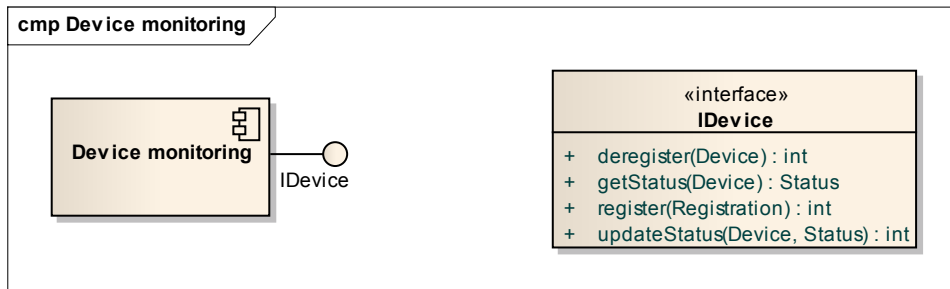 cmp Device monitoring
Device monitoring
IDevice
«interface»
IDevice
+ deregister(Device) : int
+ getStatus(Device) : Status
+ register(Registration) : int
+ updateStatus(Device, Status) : int